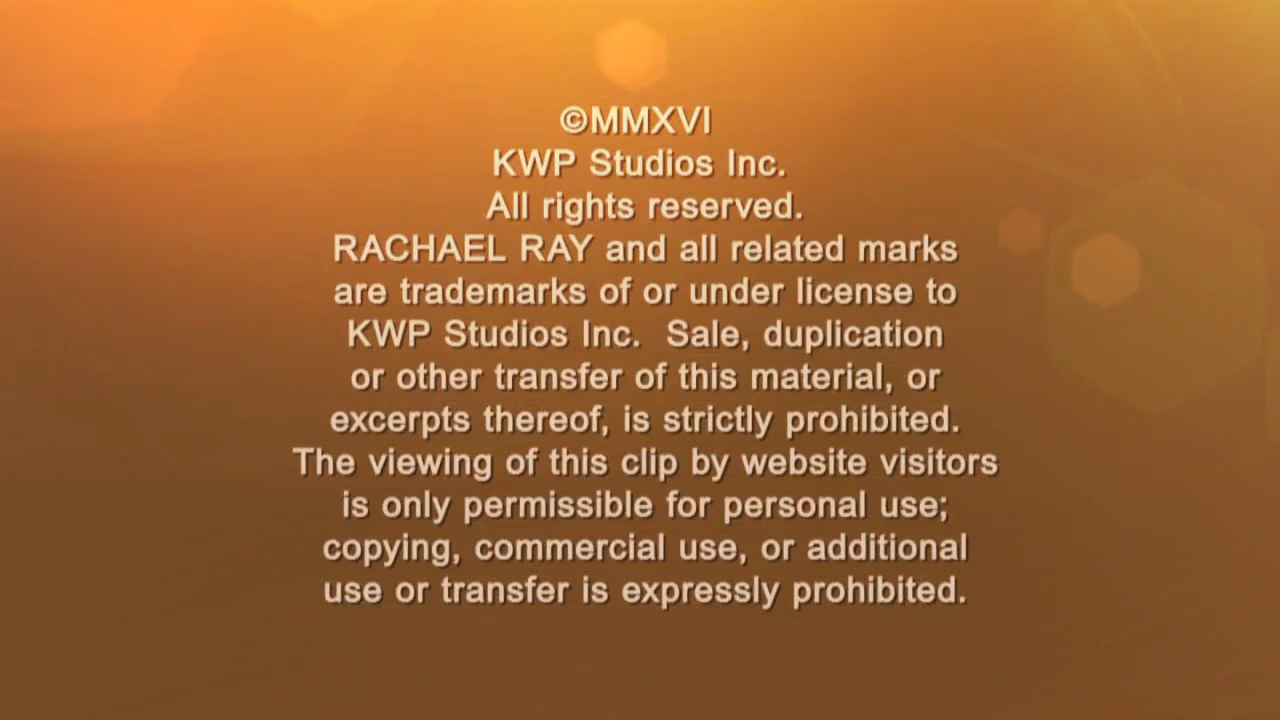 ©MMXVI
KWP Studios Inc.
All rights reserved.
RACHAEL RAY and all related marks
are trademarks of or under license to
KWP Studios Inc.  Sale, duplication
or other transfer of this material, or
excerpts thereof, is strictly prohibited.
The viewing of this clip by website visitors
is only permissible for personal use;
copying, commercial use, or additional
use or transfer is expressly prohibited.